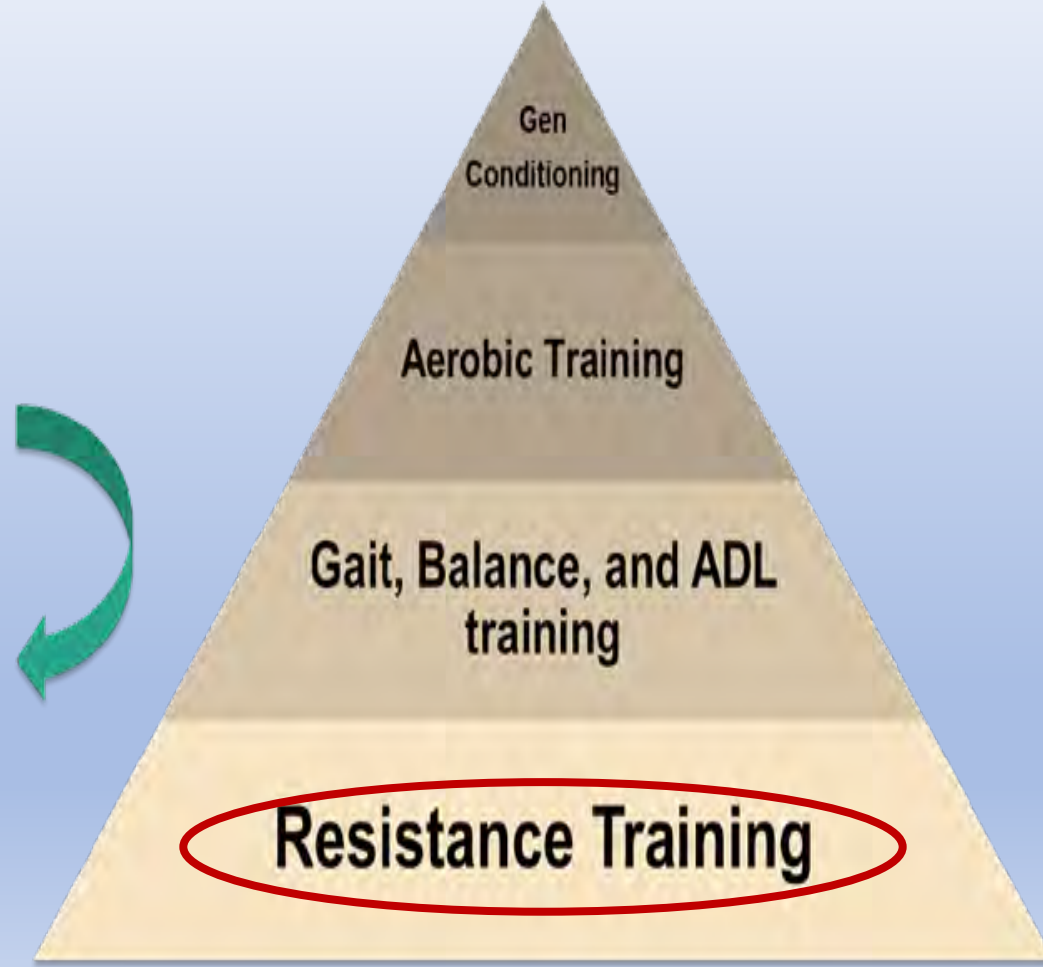 Gen
Conditioning
Aerobic Training
Gait, Balance, and ADL
training
Resistance Training